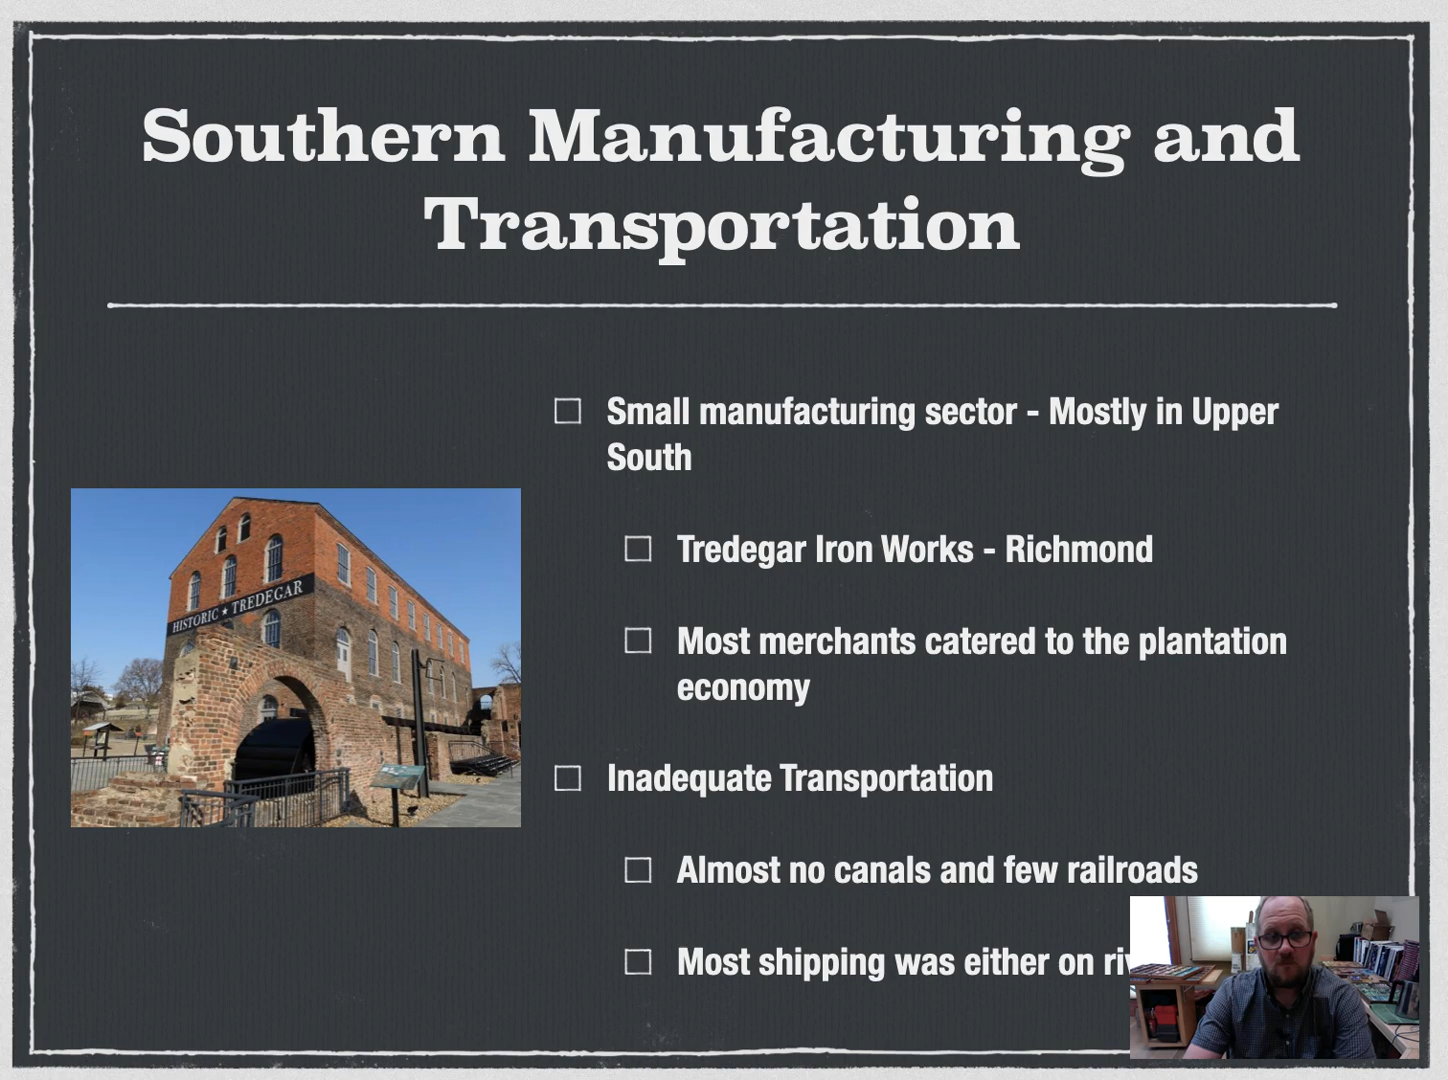 Southern Manufacturing and
Transportation
Small manufacturing sector - Mostly in Upper
South
Tredegar Iron Works - Richmond
Most merchants catered to the plantation
economy
HISTORIC ★ TREDEGAR
Inadequate Transportation
Almost no canals and few railroads
Most shipping was either on